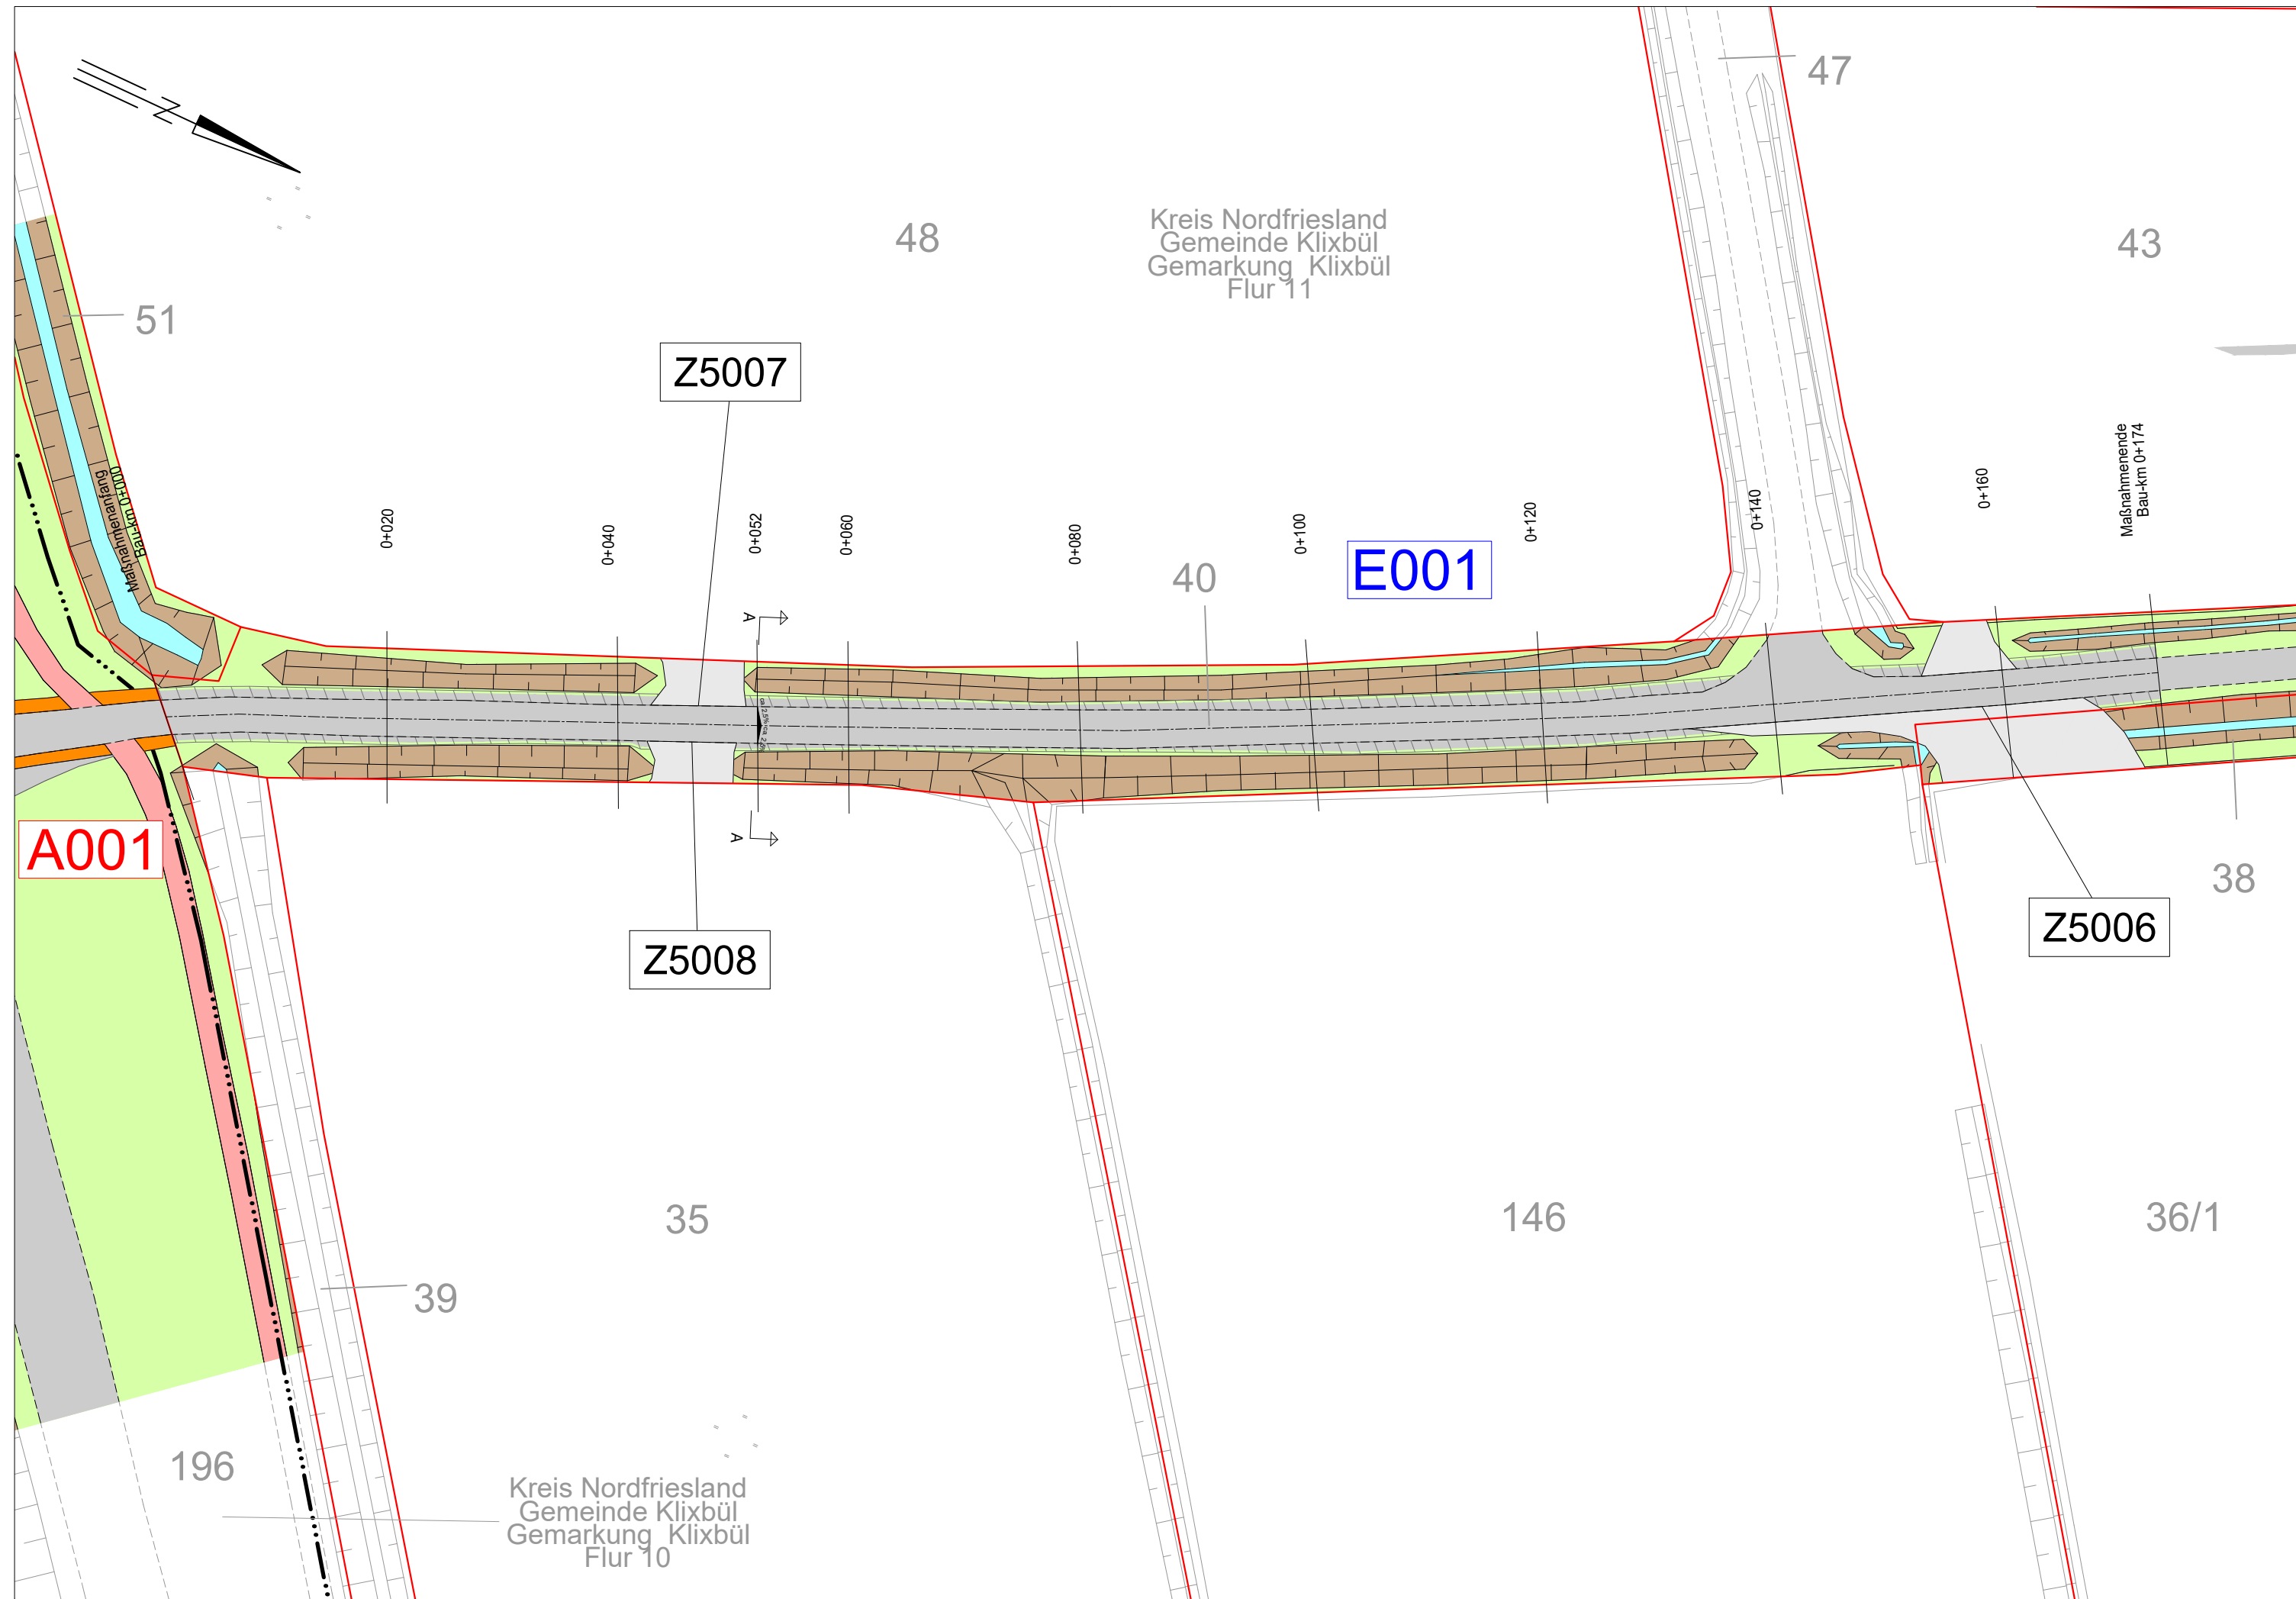 N
47
48
Kreis Nordfriesland
Gemeinde Klixbül
Gemarkung Klixbül
Flur 11
43
51
Z5007
Maßnahmenanfang
Bau-km 0+000
0+020
0+040
0+052
0+060
0+080
0+100
0+120
0+140
0+160
Maßnahmenende
Bau-km 0+174
E001
40
A
A
A001
Z5008
Z5006
38
35
146
36/1
39
196
Kreis Nordfriesland
Gemeinde Klixbül
Gemarkung Klixbül
Flur 10